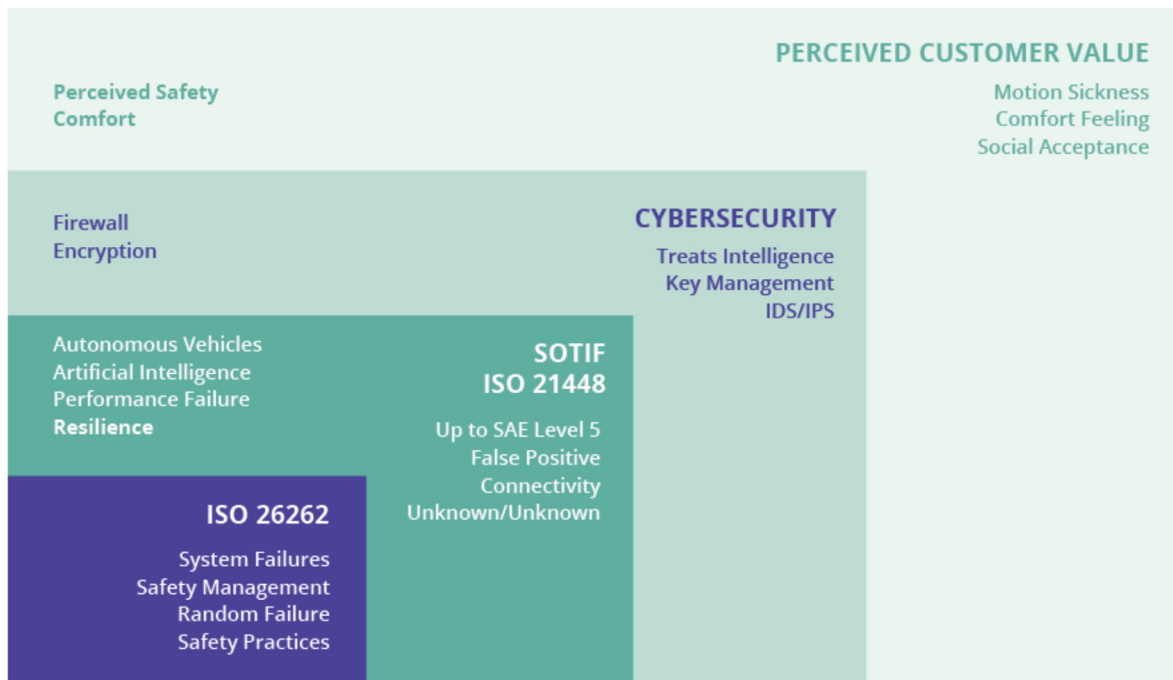 PERCEIVED CUSTOMER VALUE
Perceived Safety
Comfort
Motion Sickness
Comfort Feeling
Social Acceptance
CYBERSECURITY
Firewall
Encryption
Treats Intelligence
Key Management
IDS/IPS
Autonomous Vehicles
Artificial Intelligence
Performance Failure
Resilience
SOTIF
ISO 21448
Up to SAE Level 5
False Positive
Connectivity
Unknown/Unknown
ISO 26262
System Failures
Safety Management
Random Failure
Safety Practices